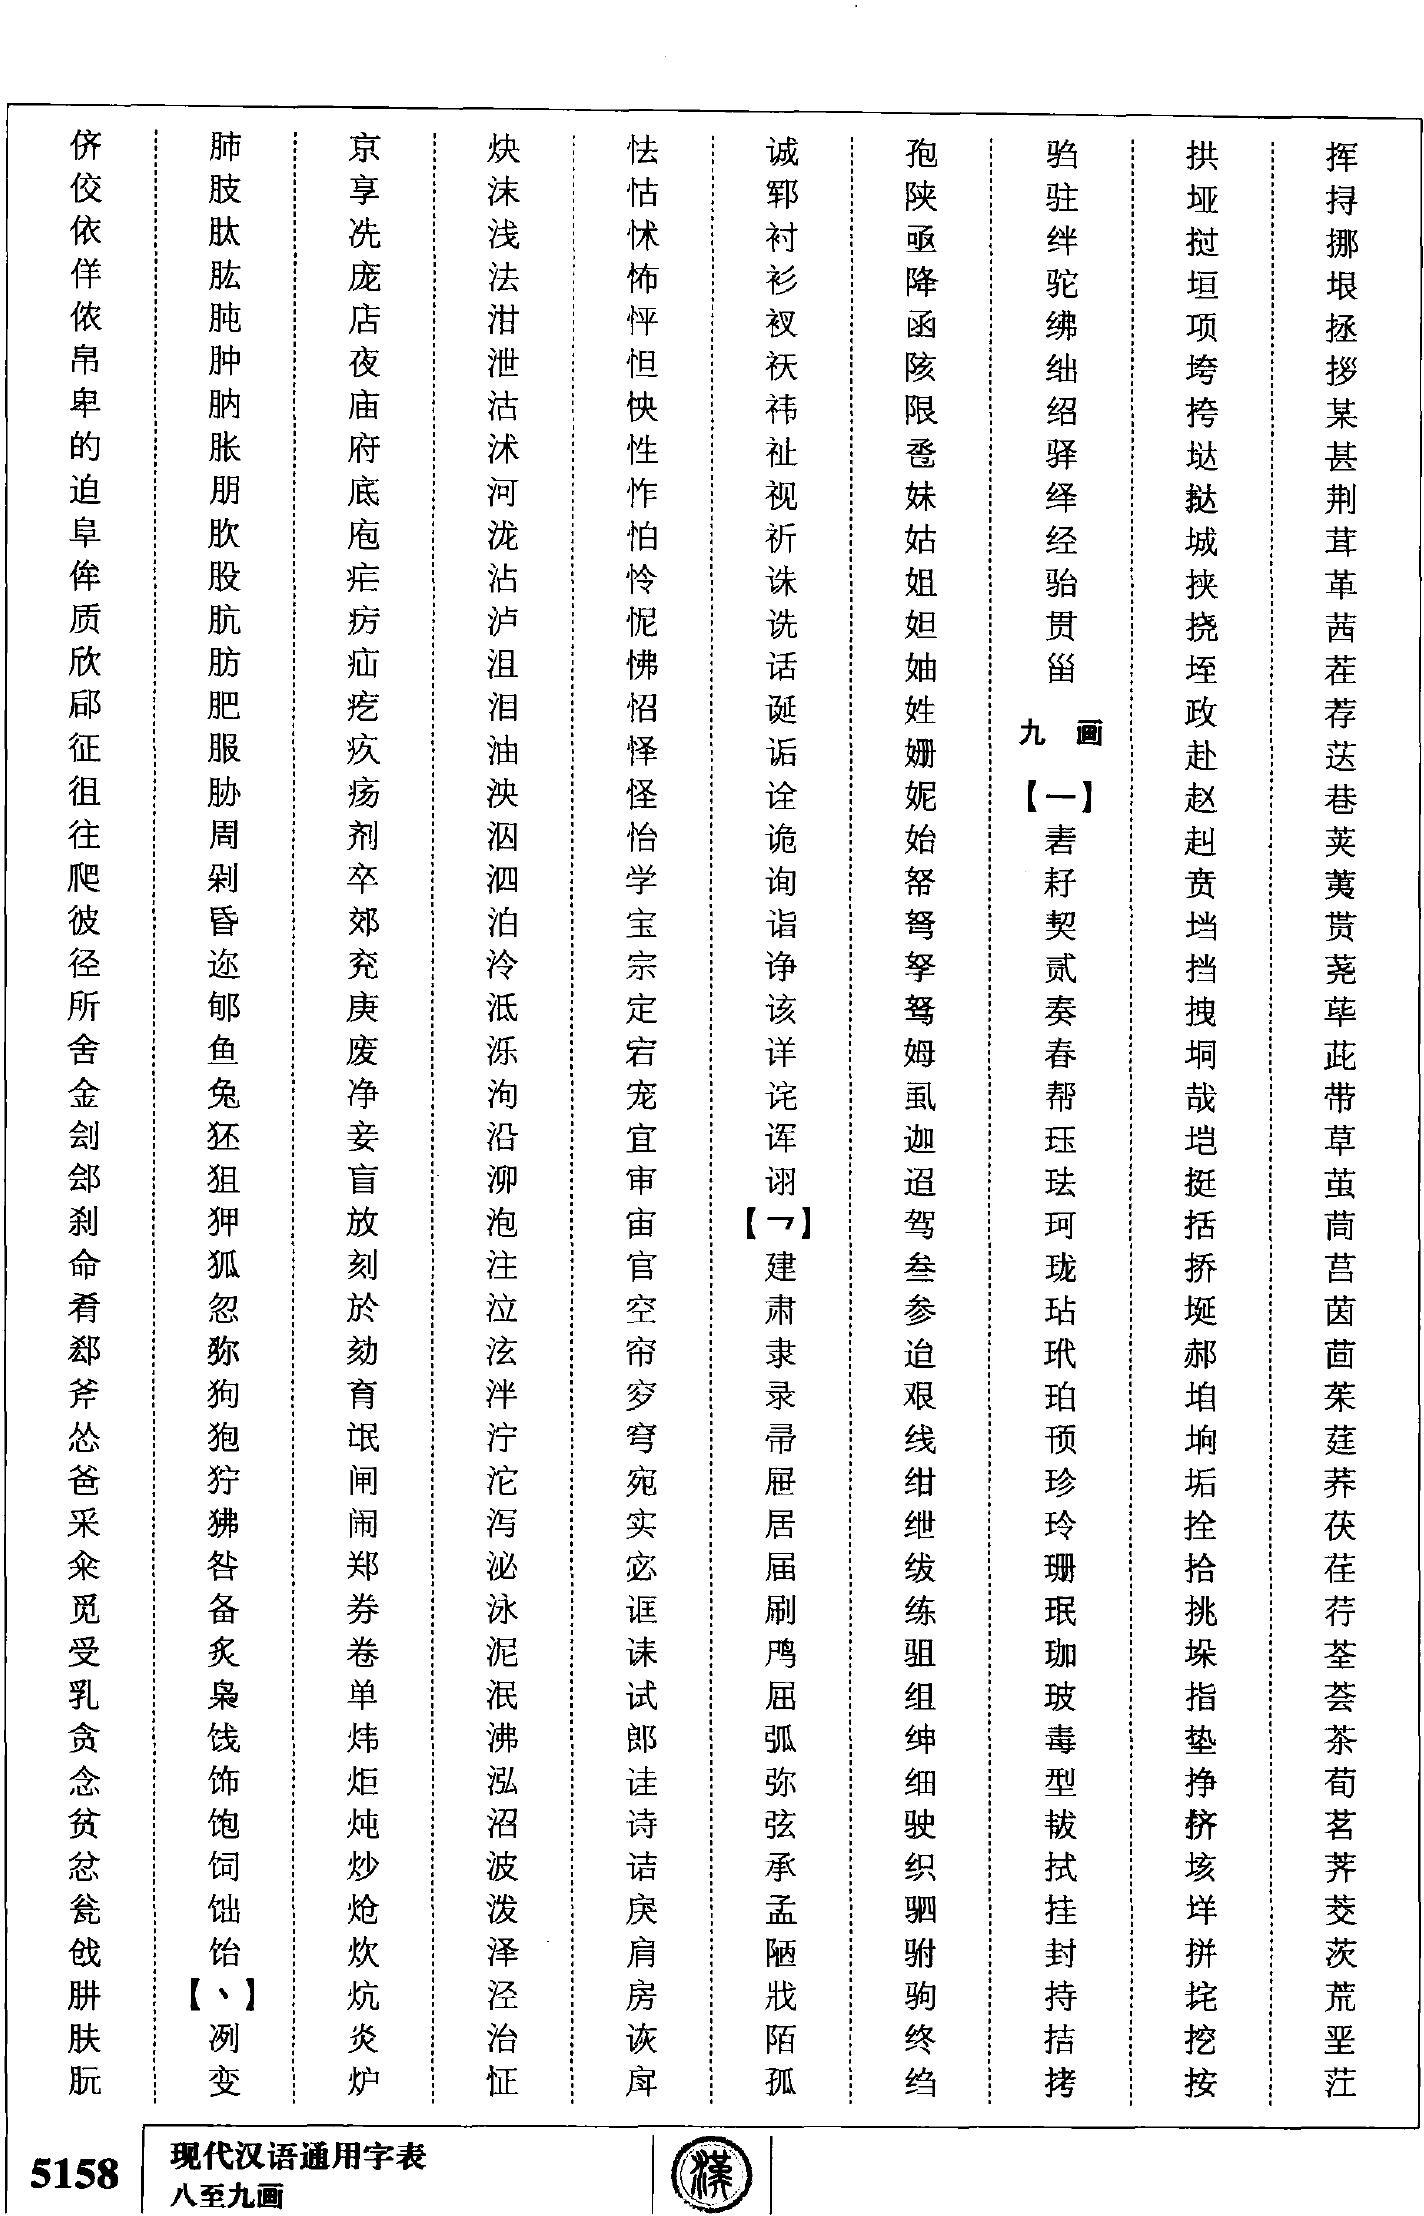 侪佼依佯侬帛卑的迫阜侔质欣郈征徂往爬彼径所舍金刽郐刹命肴郄斧怂爸采籴觅受乳贪念贫忿瓮戗肼肤朊
肺肢肽肱肫肿肭胀朋肷股肮肪肥服胁周剁昏迩郇鱼兔狉狙狎狐忽狝狗狍狞狒咎备炙枭饯饰饱饲饳饴【丶】冽变
京享冼庞店夜庙府底庖疟疠疝疙疚疡剂卒郊兖庚废净妾盲放刻於劾育氓闸闹郑券卷单炜炬炖炒炝炊炕炎炉
炔沫浅法泔泄沽沭河泷沾泸沮泪油泱泅泗泊泠泜泺泃沿泖泡注泣泫泮泞沱泻泌泳泥泯沸泓沼波泼泽泾治怔
怯怙怵怖怦怛怏性怍怕怜怩怫怊怿怪怡学宝宗定宕宠宜审宙官空帘穸穹宛实宓诓诔试郎诖诗诘戾肩房诙戽
诚郓衬衫衩祆祎祉视祈诛诜话诞诟诠诡询诣诤该详诧诨诩【乛】建肃隶录帚屉居届刷鸤屈弧弥弦承孟陋戕陌孤
孢陕亟降函陔限卺妹姑姐妲妯姓姗妮始帑弩孥驽姆虱迦迢驾叁参迨艰线绀绁绂练驵组绅细驶织驷驸驹终绉
驺驻绊驼绋绌绍驿绎经骀贯甾
九画
【一】
砉耔契贰奏春帮珏珐珂珑玷玳珀顸珍玲珊珉珈玻毒型韨拭挂封持拮拷
拱垭挝垣项垮挎垯挞城挟挠垤政赴赵赳贲垱挡拽垌哉垲挺括挢埏郝垍垧垢拴拾挑垛指垫挣挤垓垟拼垞挖按
挥挦挪垠拯拶某甚荆茸革茜茬荐荙巷荚荑贳荛荜茈带草茧茼莒茵茴茱莛荞茯荏荇荃荟茶荀茗荠茭茨荒垩茳
5158
现代汉语通用字表
八至九画
漢